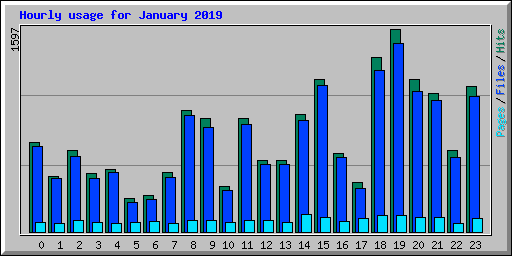 Hourly usage for January 2019
1597
Pages/Files/Hits
0 1 2 3 4 5 6 7 8 9 10 11 12 13 14 15 16 17 18 19 20 21 22 23